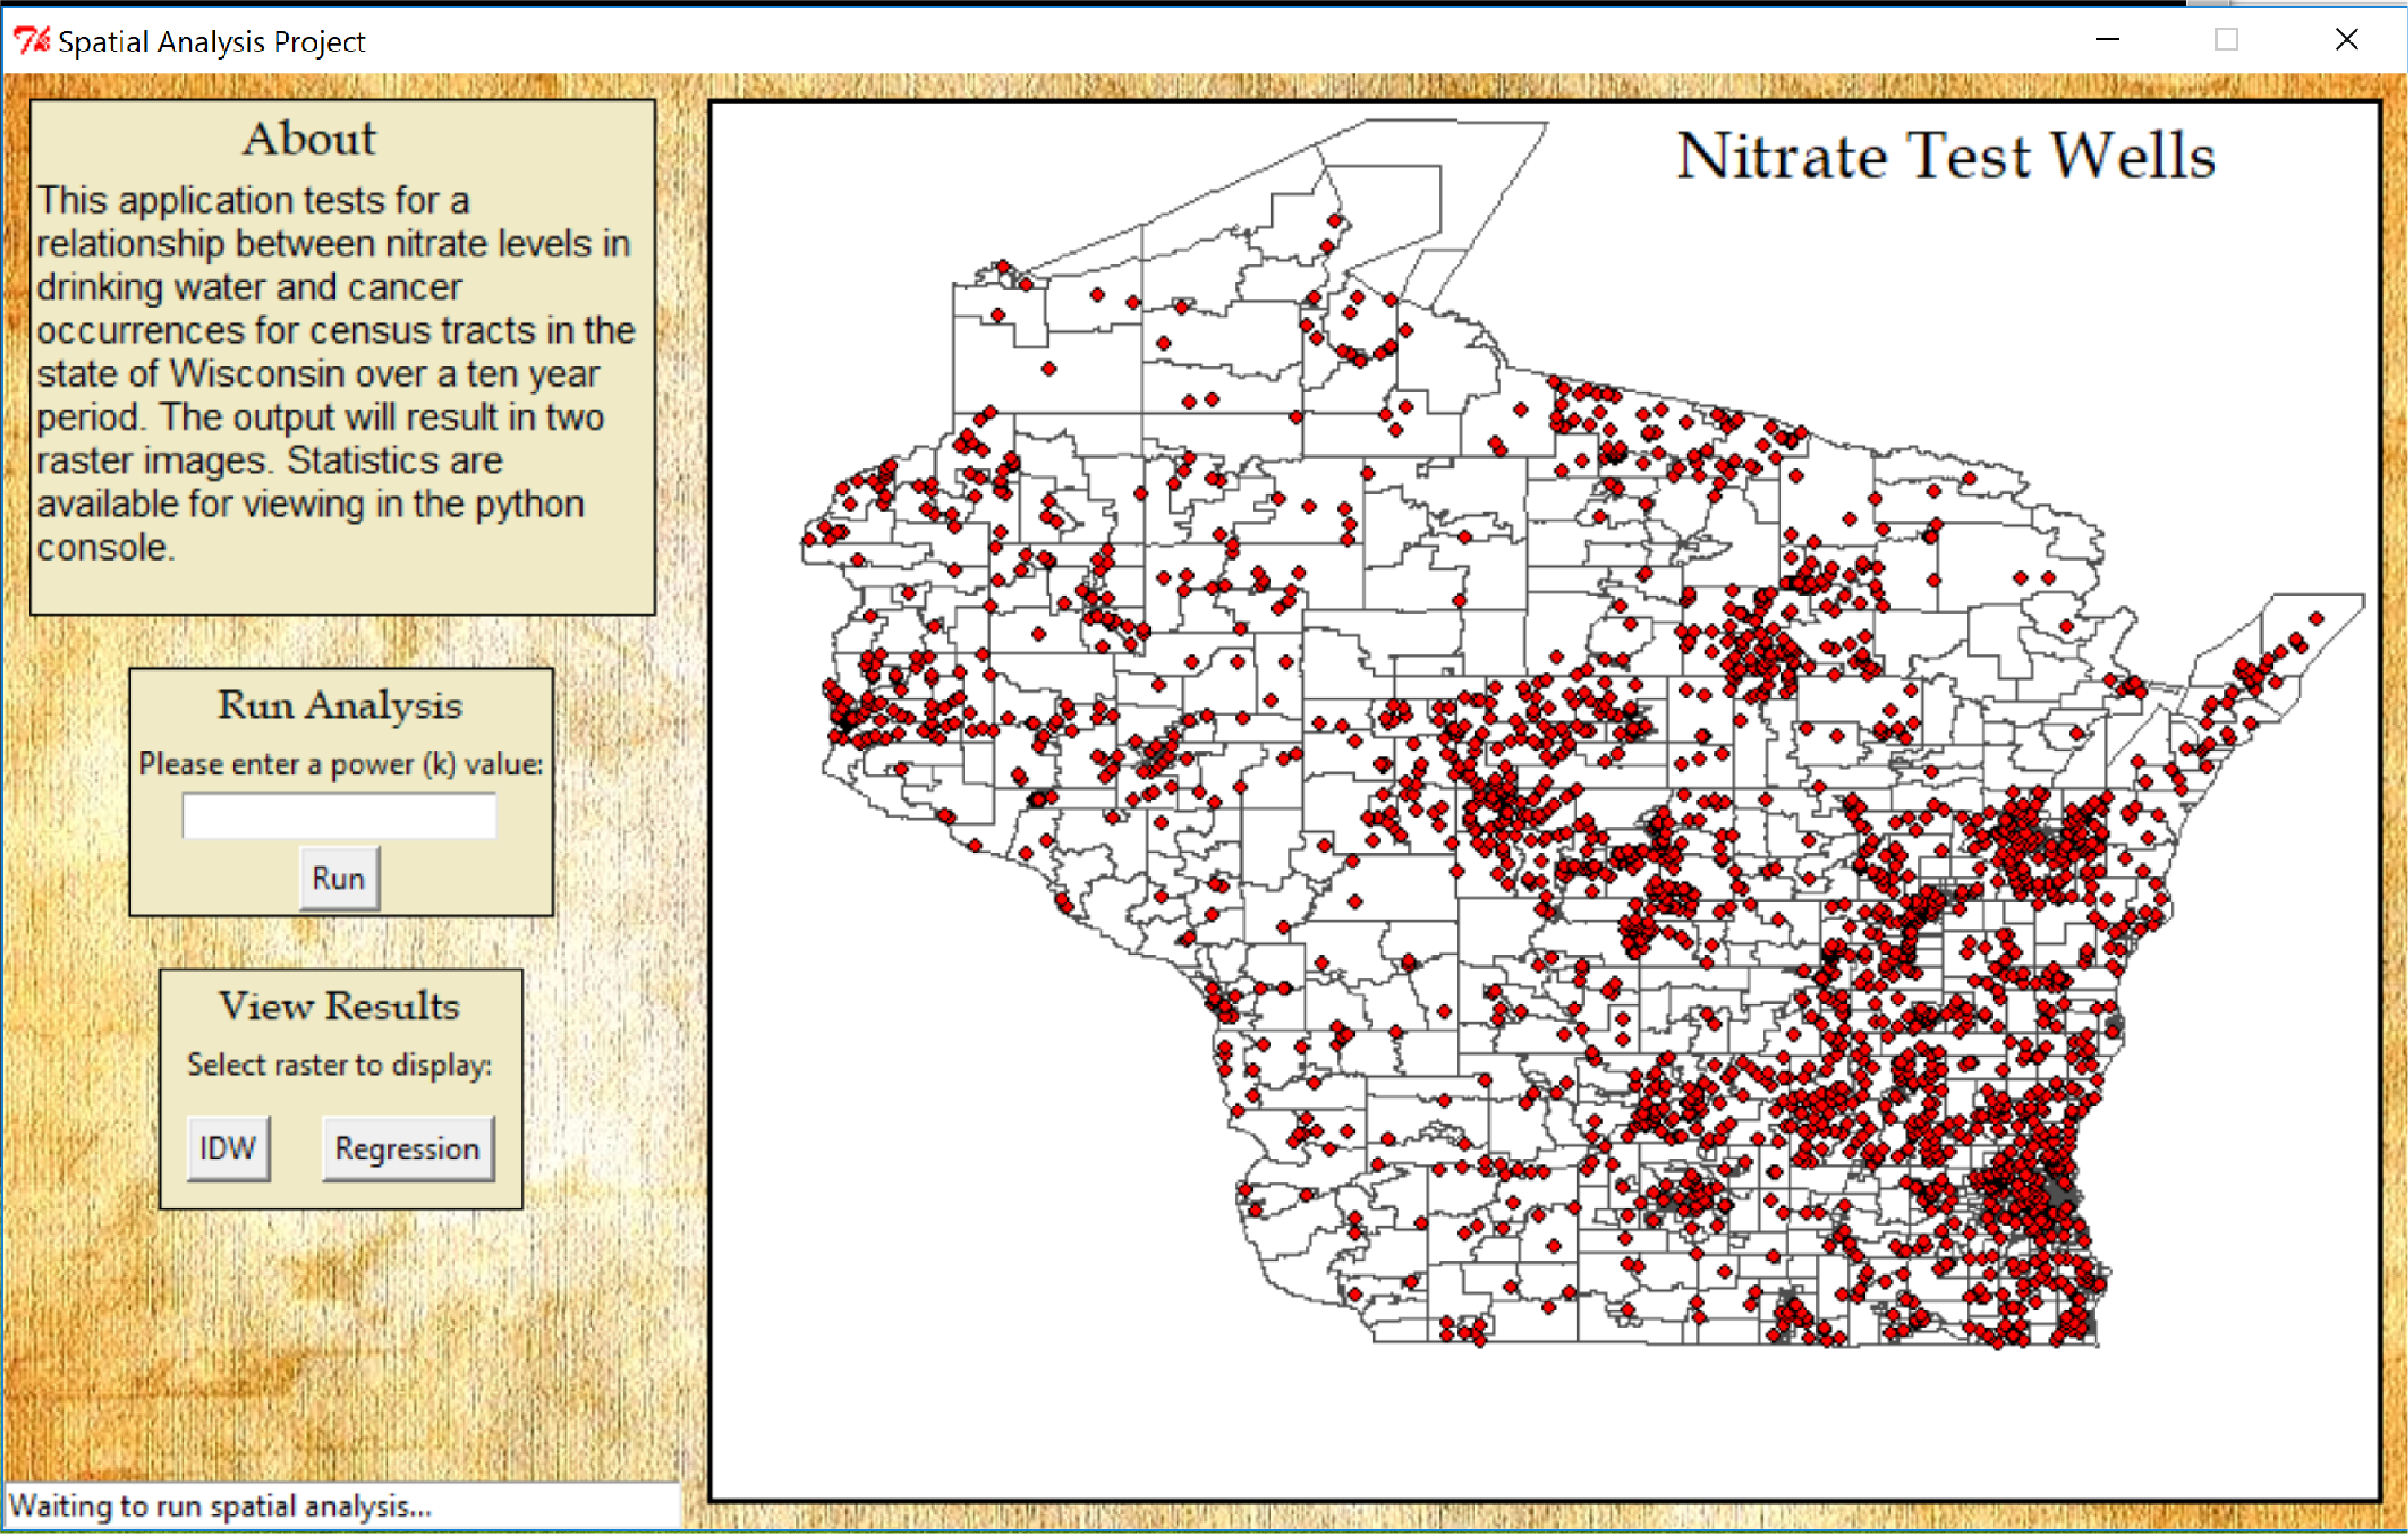 Spatial Analysis Project
About
This application tests for a
relationship between nitrate levels in
drinking water and cancer
occurrences for census tracts in the
state of Wisconsin over a ten year
period. The output will result in two
raster images. Statistics are
available for viewing in the python
console.
Run Analysis
Please enter a power (k) value:
Run
View Results
Select raster to display:
IDW Regression
Waiting to run spatial analysis...
Nitrate Test Wells